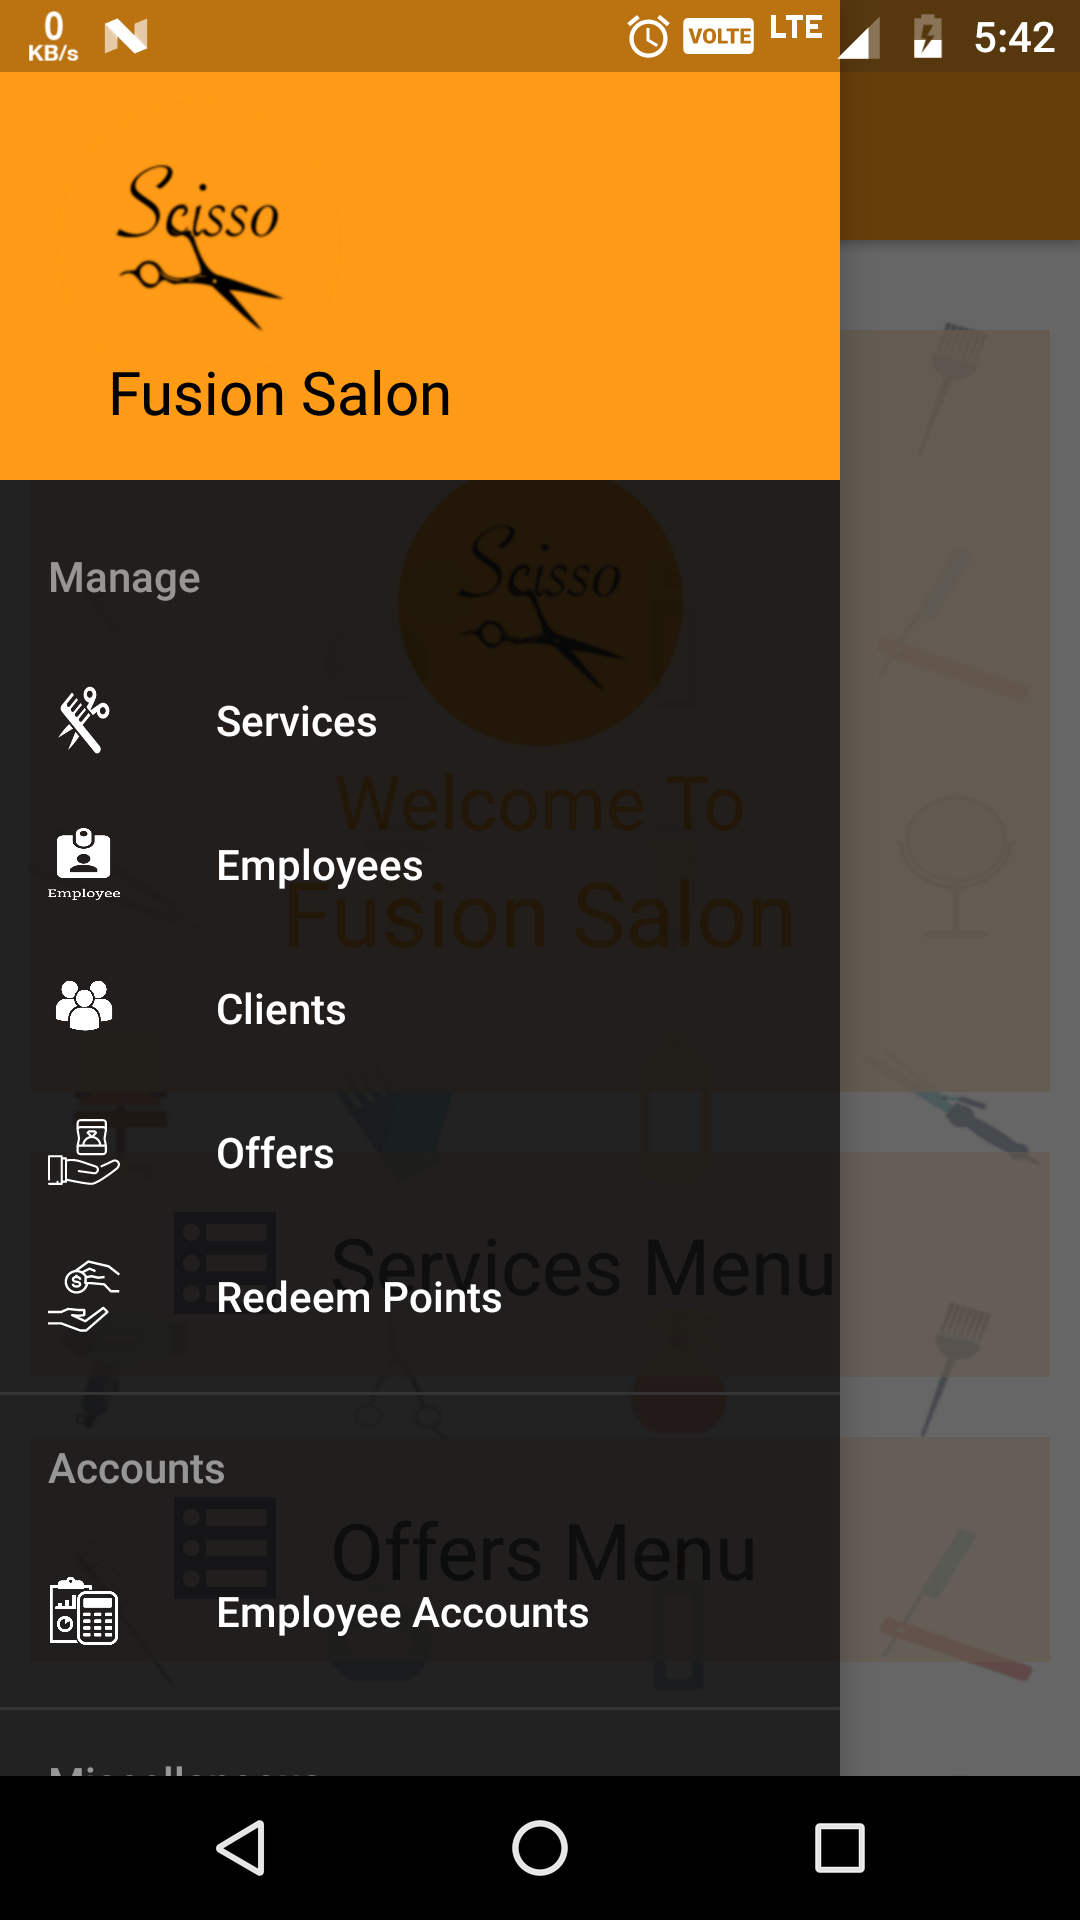 0
KB/s
VOLTE
LTE
5:42
Scisso
Fusion Salon
Manage
Scisso
Services
Welcome To
Employee
Employees
Fusion Salon
Clients
Offers
Services Menu
Redeem Points
Accounts
Offers Menu
Employee Accounts
Miscellaneous